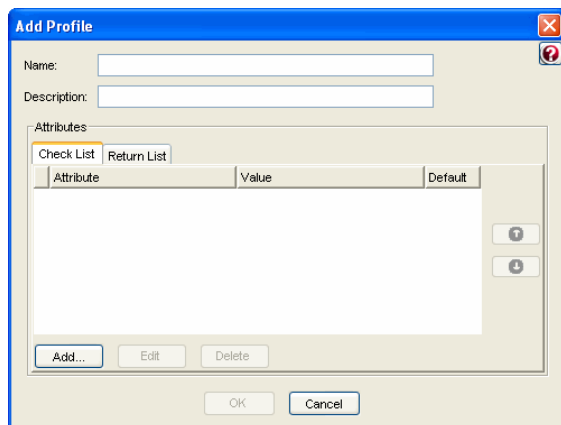 Add Profile
Name:
Description:
Attributes
Check List Return List
Attribute Value Default
Add... Edit Delete
OK Cancel